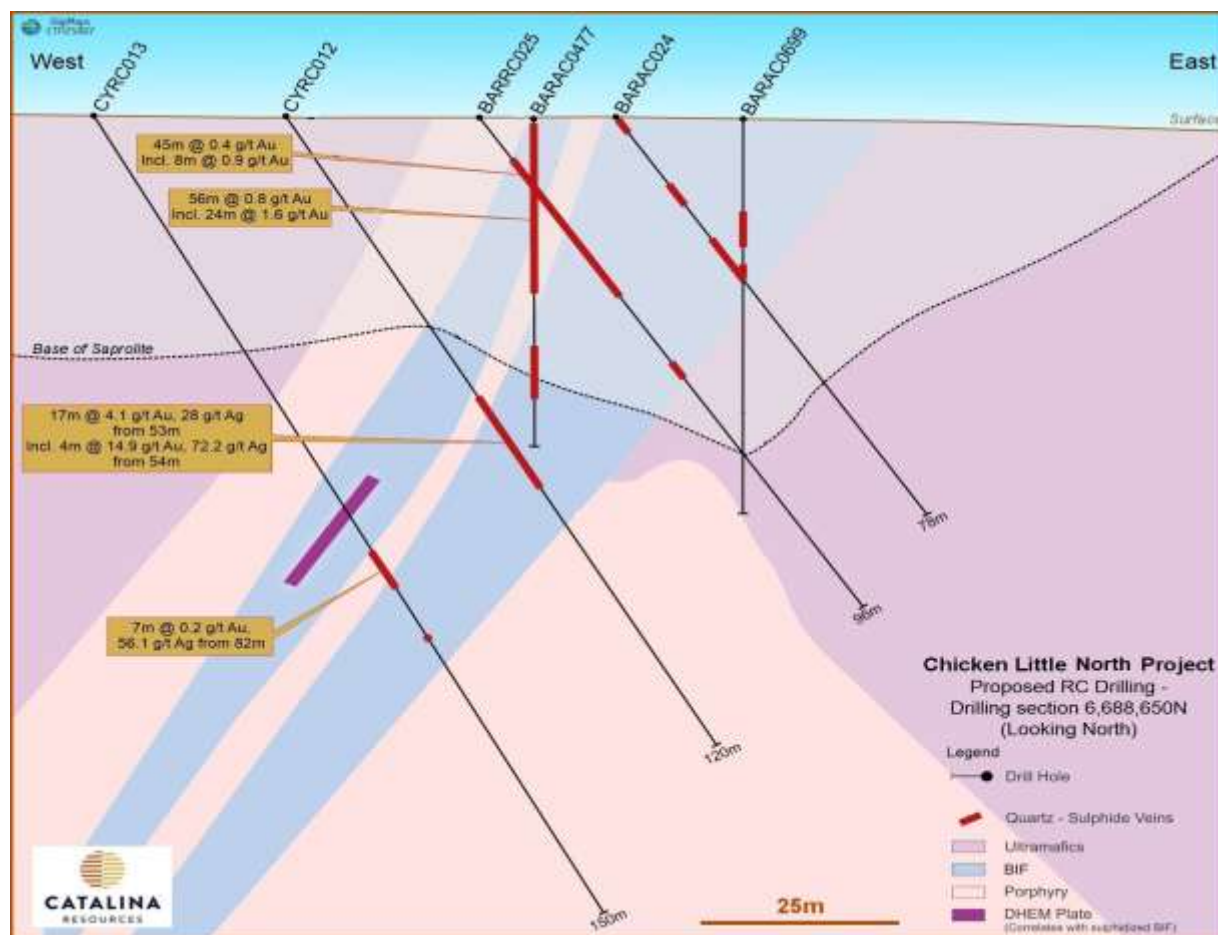 West
East
CYRC013
CYRC012
BARRC025
BARAC0477
BARAC024
BARAC0699
Surface
45m @ 0.4 g/t Au
Incl. 8m @ 0.9 g/t Au
56m @ 0.8 g/t Au
Incl. 24m @ 1.6 g/t Au
Base of Saprolite
17m @ 4.1 g/t Au, 28 g/t Ag
from 53m
Incl. 4m @ 14.9 g/t Au, 72.2 g/t Ag
from 54m
7m @ 0.2 g/t Au,
56.1 g/t Ag from 82m
78m
96m
120m
150m
Chicken Little North Project
Proposed RC Drilling -
Drilling section 6,688,650N
(Looking North)
Legend
Drill Hole
Quartz - Sulphide Veins
Ultramafics
BIF
Porphyry
DHEM Plate
(Correlates with sulphidized BIF)
25m
CATALINA
RESOURCES